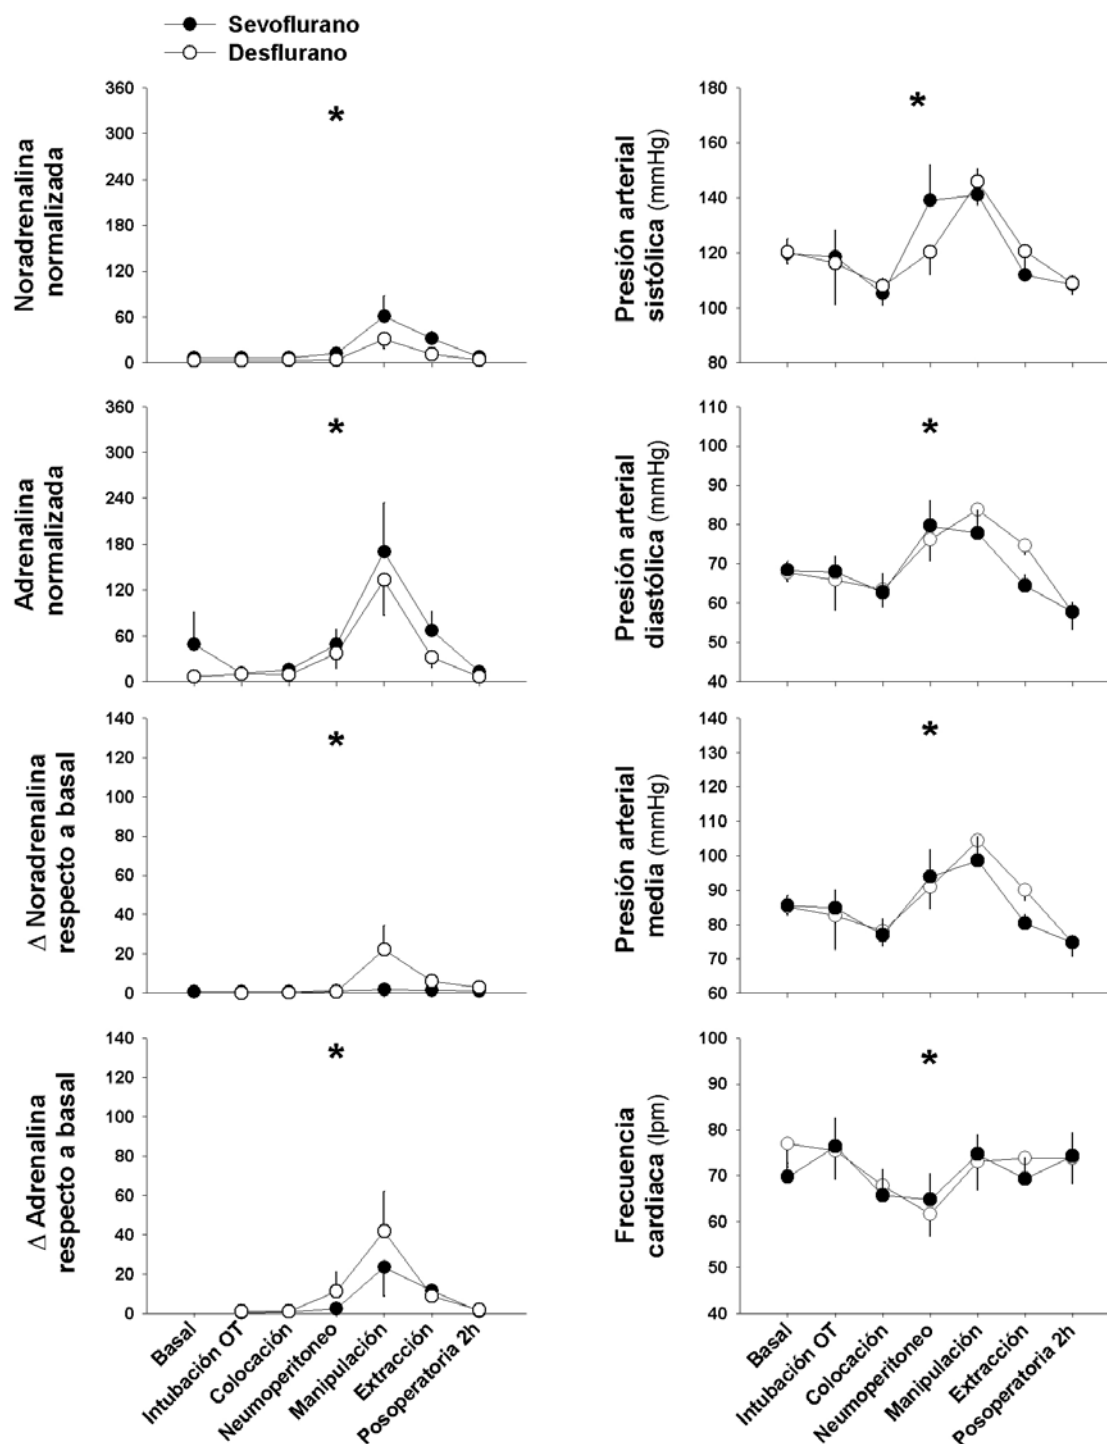 Sevoflurano
Desflurano
Noradrenalina
normalizada
360
300
240
180
120
60
0
*
Presión arterial
sistólica (mmHg)
180
160
140
120
100
80
*
Adrenalina
normalizada
360
300
240
180
120
60
0
*
Presión arterial
diastólica (mmHg)
110
100
90
80
70
60
50
40
*
Δ Noradrenalina
respecto a basal
140
120
100
80
60
40
20
0
*
Presión arterial
media (mmHg)
140
130
120
110
100
90
80
70
60
*
Δ Adrenalina
respecto a basal
140
120
100
80
60
40
20
0
*
Basal
Intubación OT
Colocación
Neumoperitoneo
Manipulación
Extracción
Posoperatoria 2h
Frecuencia
cardiaca (lpm)
100
90
80
70
60
50
40
*
Basal
Intubación OT
Colocación
Neumoperitoneo
Manipulación
Extracción
Posoperatoria 2h